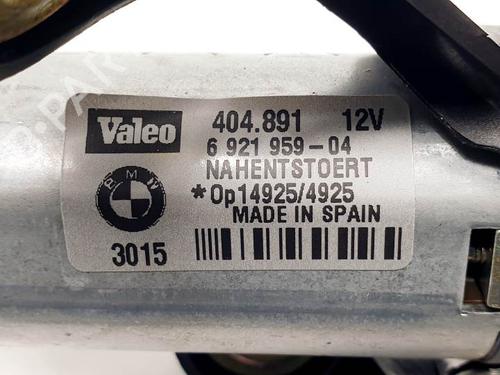 Valeo
404.891 12V
6 921 959-04
NAHENTSTOERT
*Op14925/4925
MADE IN SPAIN
BMW
3015